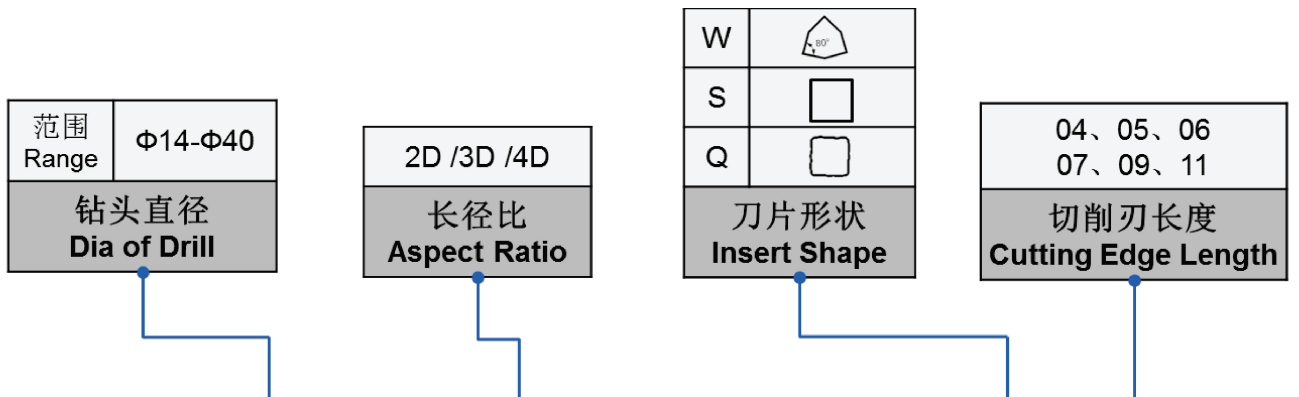 范围
Range
Φ14-Φ40
钻头直径
Dia of Drill
2D /3D /4D
长径比
Aspect Ratio
W
80°
S
Q
刀片形状
Insert Shape
04、05、06
07、09、11
切削刃长度
Cutting Edge Length